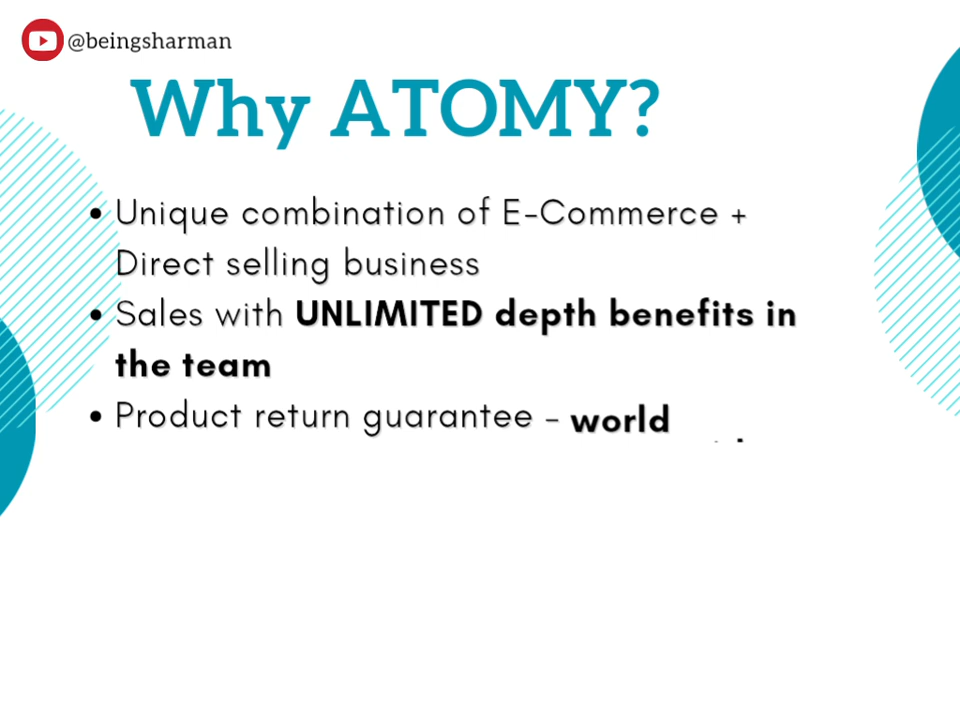 @beingsharman
Why ATOMY?
• Unique combination of E-Commerce +
Direct selling business
• Sales with UNLIMITED depth benefits in
the team
• Product return guarantee - world